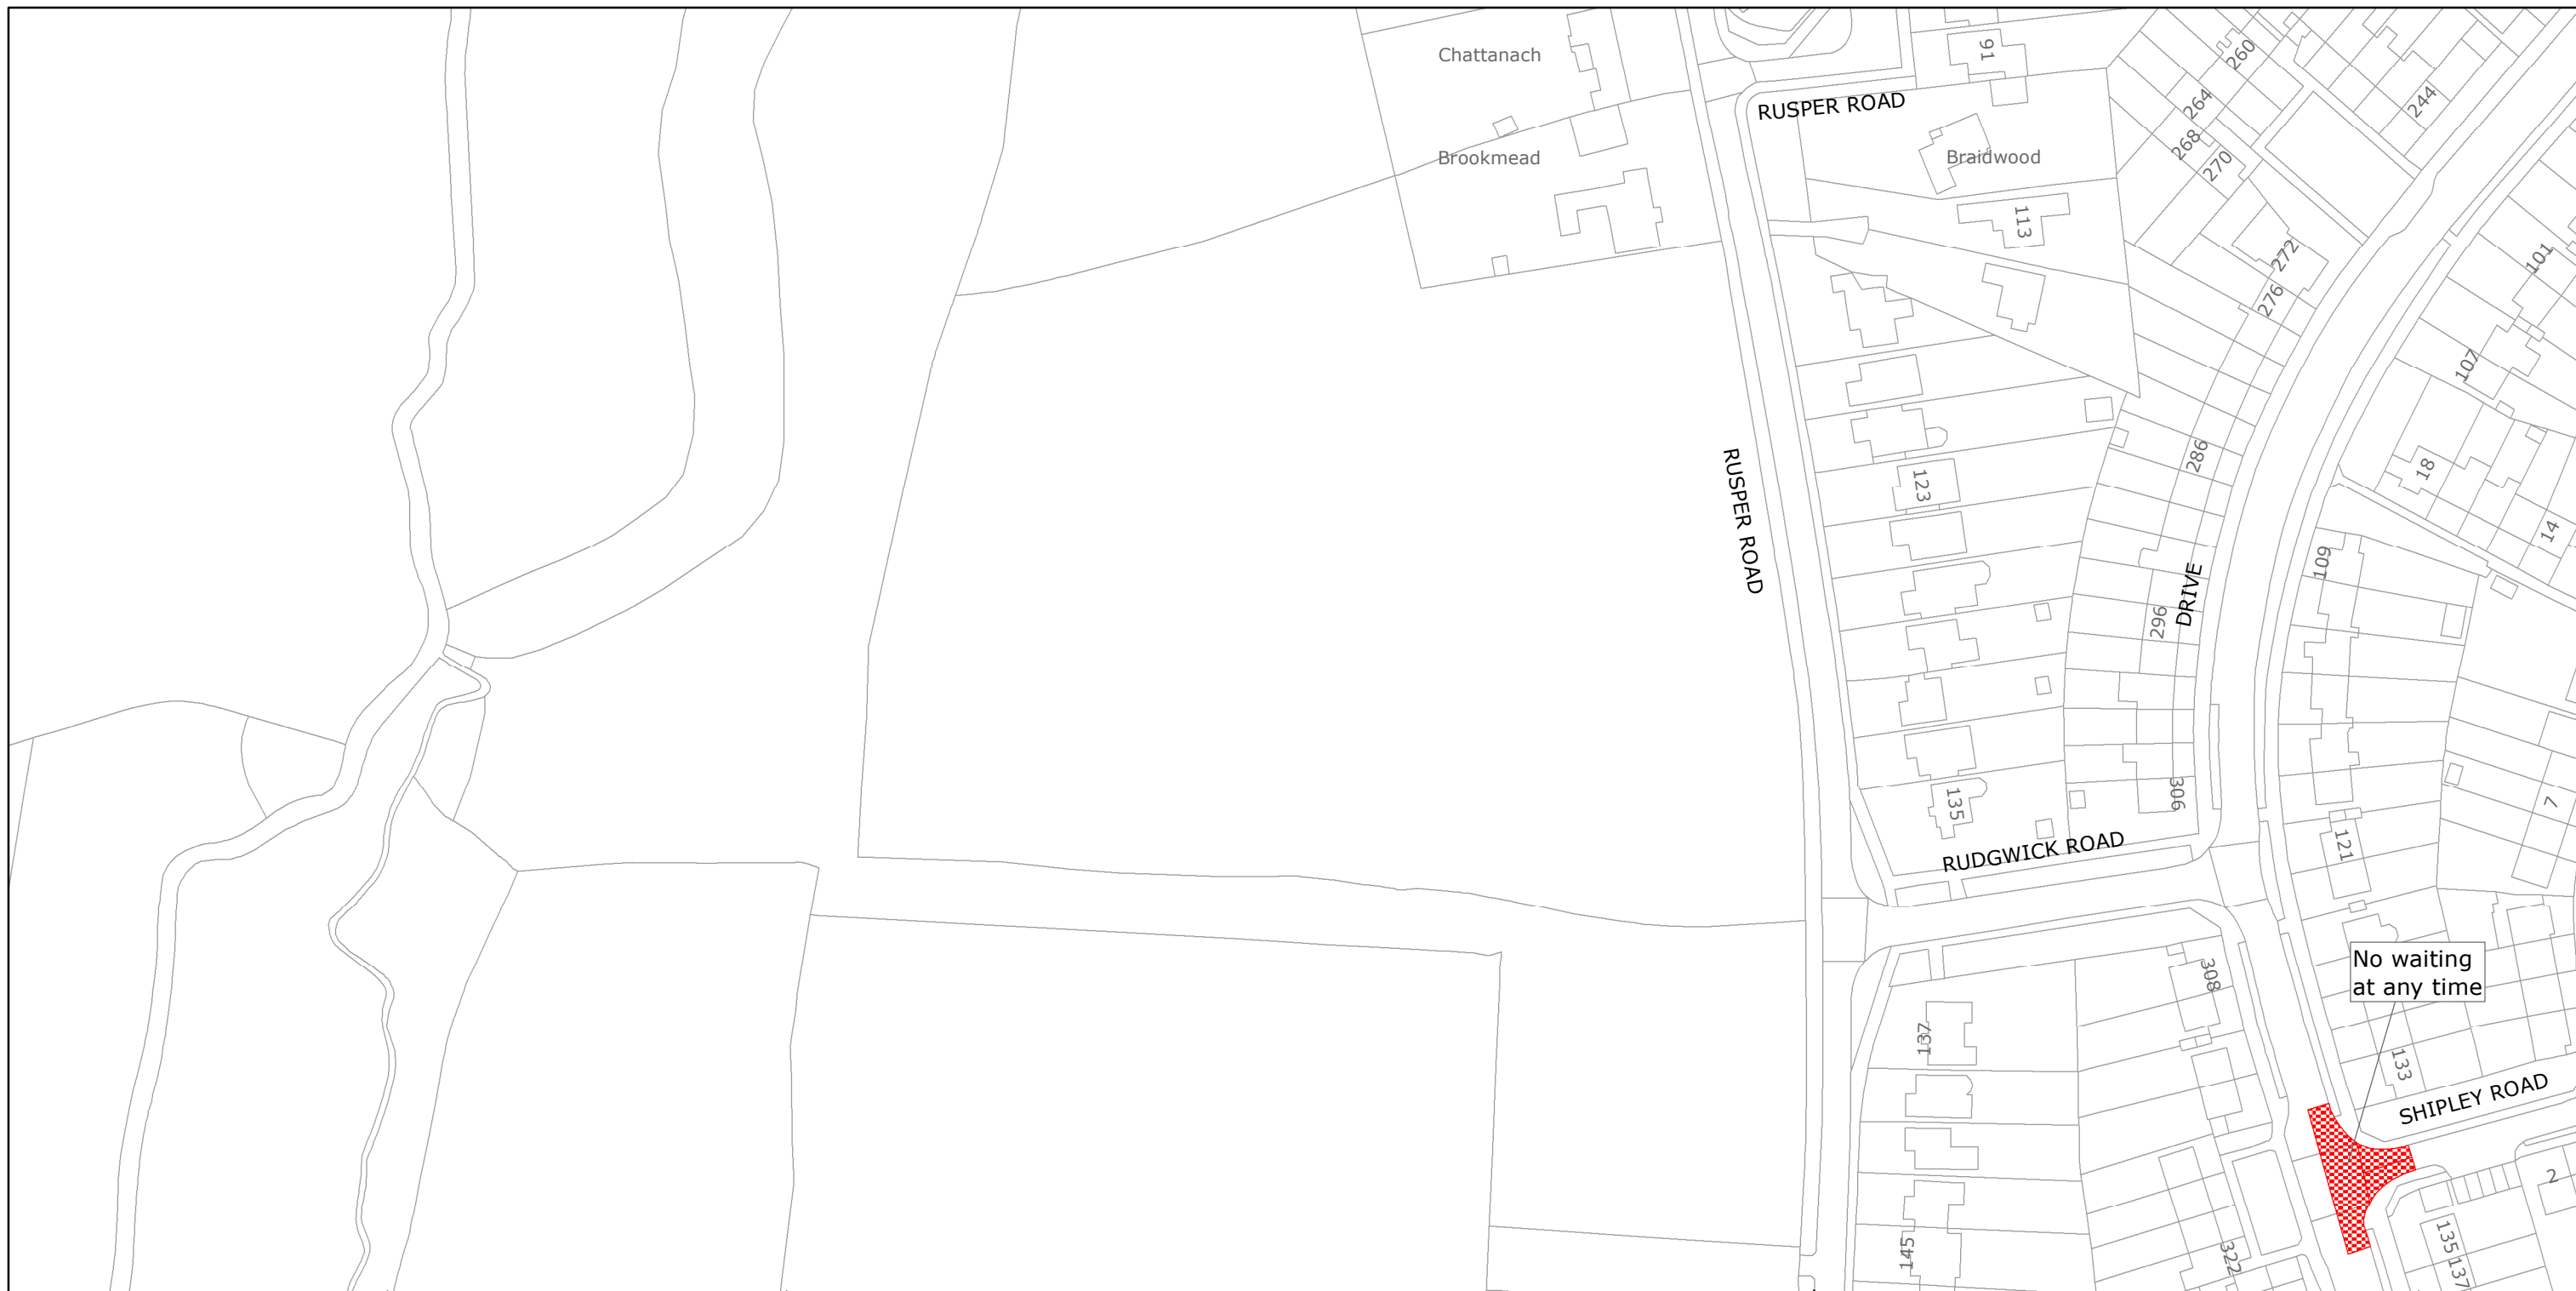 Chattanach
91
260
RUSPER ROAD
264
244
268
Brookmead
Braidwood
270
113
272
101
276
107
286
18
123
RUSPER ROAD
14
109
DRIVE
296
306
135
7
121
RUDGWICK ROAD
No waiting
at any time
308
137
133
SHIPLEY ROAD
2
145
322
135
137